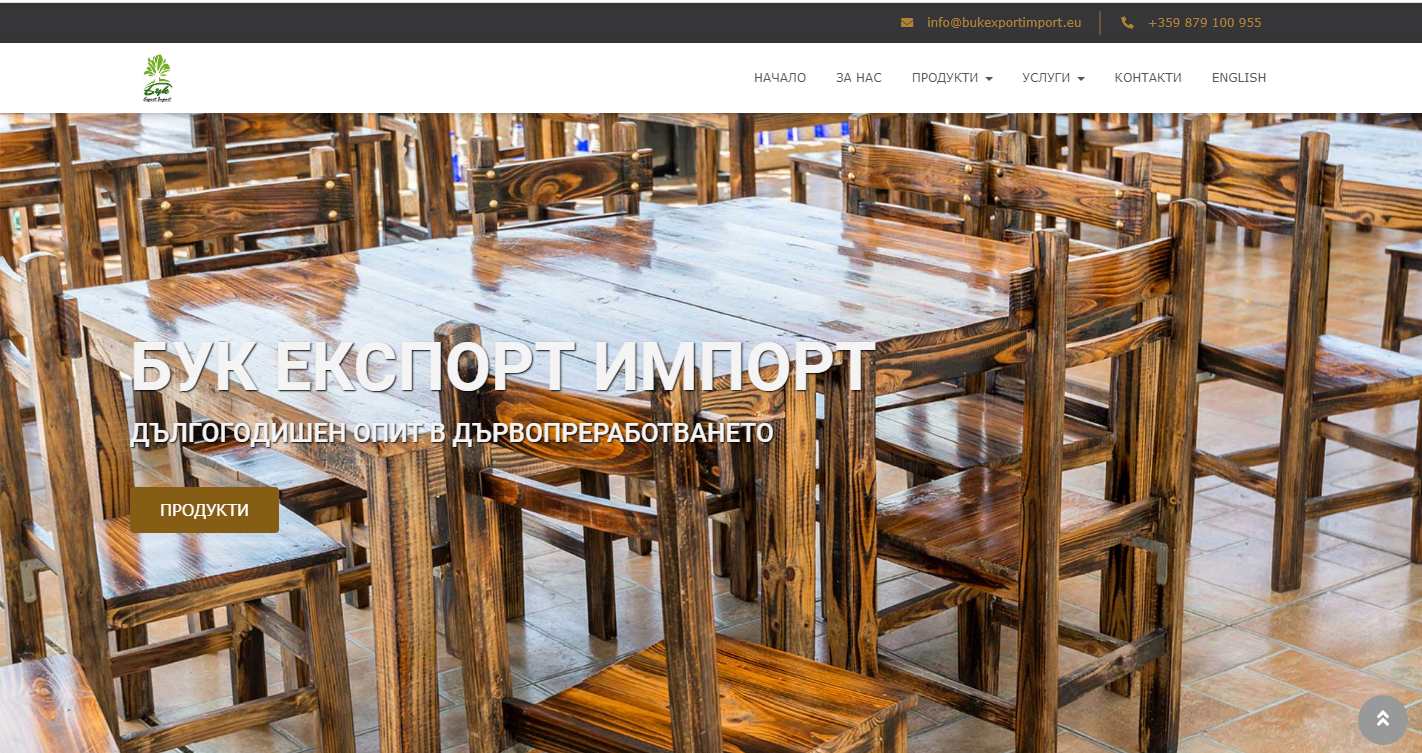 info@bukexportimport.eu
+359 879 100 955
Бук
Export Import
НАЧАЛО ЗА НАС ПРОДУКТИ УСЛУГИ КОНТАКТИ ENGLISH
БУК ЕКСПОРТ ИМПОРТ
ДЪЛГОГОДИШЕН ОПИТ В ДЪРВОПРЕРАБОТВАНЕТО
ПРОДУКТИ